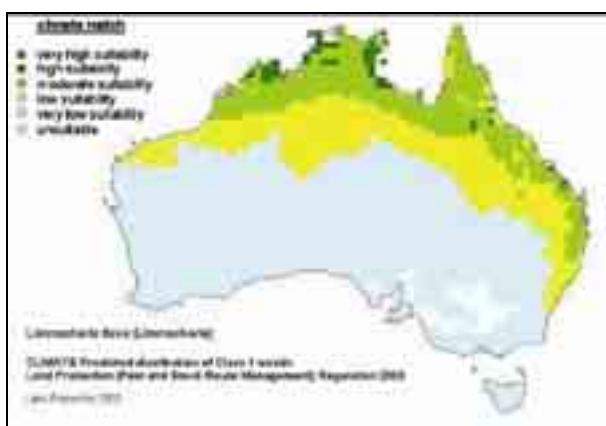 climate match
very high suitability
high suitability
moderate suitability
low suitability
very low suitability
unsuitable
Limnocharis flava (Limnocharis)
CLIMATE Predicted distribution of Class 1 weeds
Land Protection (Pest and Stock Route Management) Regulation 2003